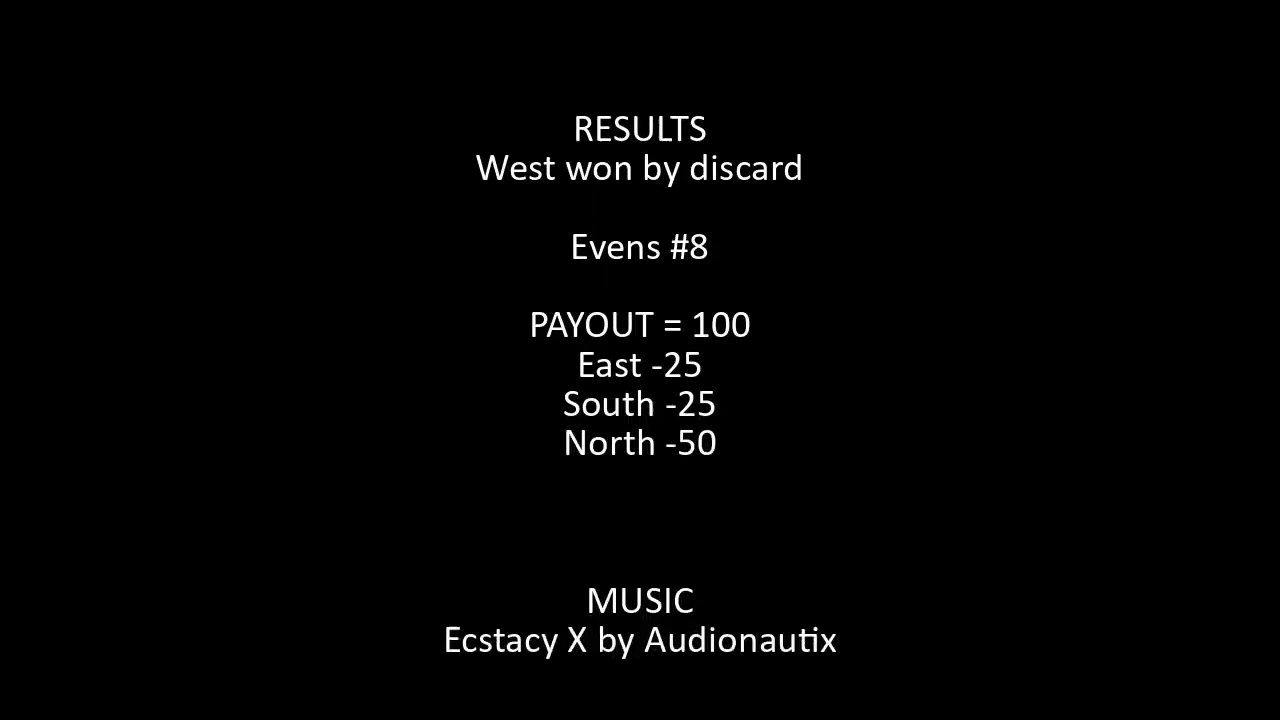 RESULTS
West won by discard
Evens #8
PAYOUT = 100
East -25
South -25
North -50
MUSIC
Ecstacy X by Audionautix